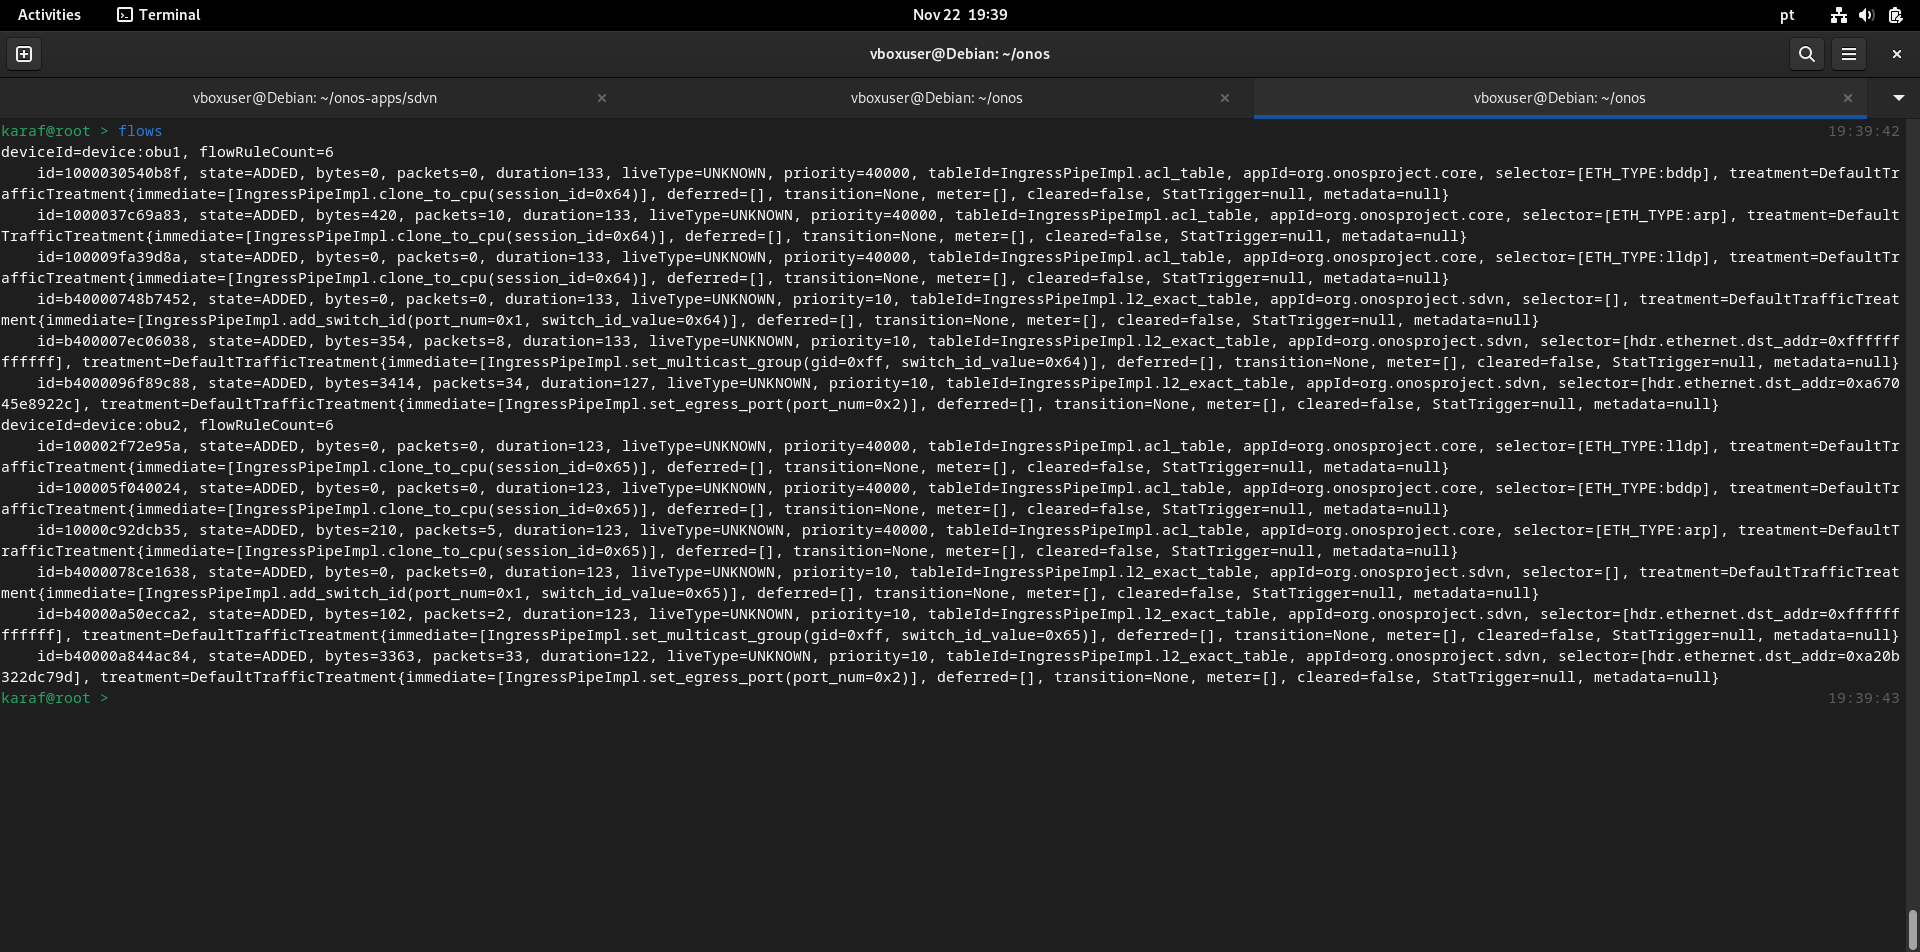 Activities Terminal Nov 22 19:39 pt
vboxuser@Debian: ~/onos
vboxuser@Debian: ~/onos-apps/sdvn vboxuser@Debian: ~/onos vboxuser@Debian: ~/onos
karaf@root > flows 19:39:42
deviceId=device:obu1, flowRuleCount=6
    id=1000030540b8f, state=ADDED, bytes=0, packets=0, duration=133, liveType=UNKNOWN, priority=40000, tableId=IngressPipeImpl.acl_table, appId=org.onosproject.core, selector=[ETH_TYPE:bddp], treatment=DefaultTr
afficTreatment{immediate=[IngressPipeImpl.clone_to_cpu(session_id=0x64)], deferred=[], transition=None, meter=[], cleared=false, StatTrigger=null, metadata=null}
    id=1000037c69a83, state=ADDED, bytes=420, packets=10, duration=133, liveType=UNKNOWN, priority=40000, tableId=IngressPipeImpl.acl_table, appId=org.onosproject.core, selector=[ETH_TYPE:arp], treatment=Default
TrafficTreatment{immediate=[IngressPipeImpl.clone_to_cpu(session_id=0x64)], deferred=[], transition=None, meter=[], cleared=false, StatTrigger=null, metadata=null}
    id=100009fa39d8a, state=ADDED, bytes=0, packets=0, duration=133, liveType=UNKNOWN, priority=40000, tableId=IngressPipeImpl.acl_table, appId=org.onosproject.core, selector=[ETH_TYPE:lldp], treatment=DefaultTr
afficTreatment{immediate=[IngressPipeImpl.clone_to_cpu(session_id=0x64)], deferred=[], transition=None, meter=[], cleared=false, StatTrigger=null, metadata=null}
    id=b40000748b7452, state=ADDED, bytes=0, packets=0, duration=133, liveType=UNKNOWN, priority=10, tableId=IngressPipeImpl.l2_exact_table, appId=org.onosproject.sdvn, selector=[], treatment=DefaultTrafficTreat
ment{immediate=[IngressPipeImpl.add_switch_id(port_num=0x1, switch_id_value=0x64)], deferred=[], transition=None, meter=[], cleared=false, StatTrigger=null, metadata=null}
    id=b400007ec06038, state=ADDED, bytes=354, packets=8, duration=133, liveType=UNKNOWN, priority=10, tableId=IngressPipeImpl.l2_exact_table, appId=org.onosproject.sdvn, selector=[hdr.ethernet.dst_addr=0xffffff
ffffff], treatment=DefaultTrafficTreatment{immediate=[IngressPipeImpl.set_multicast_group(gid=0xff, switch_id_value=0x64)], deferred=[], transition=None, meter=[], cleared=false, StatTrigger=null, metadata=null}
    id=b4000096f89c88, state=ADDED, bytes=3414, packets=34, duration=127, liveType=UNKNOWN, priority=10, tableId=IngressPipeImpl.l2_exact_table, appId=org.onosproject.sdvn, selector=[hdr.ethernet.dst_addr=0xa670
45e8922c], treatment=DefaultTrafficTreatment{immediate=[IngressPipeImpl.set_egress_port(port_num=0x2)], deferred=[], transition=None, meter=[], cleared=false, StatTrigger=null, metadata=null}
deviceId=device:obu2, flowRuleCount=6
    id=100002f72e95a, state=ADDED, bytes=0, packets=0, duration=123, liveType=UNKNOWN, priority=40000, tableId=IngressPipeImpl.acl_table, appId=org.onosproject.core, selector=[ETH_TYPE:lldp], treatment=DefaultTr
afficTreatment{immediate=[IngressPipeImpl.clone_to_cpu(session_id=0x65)], deferred=[], transition=None, meter=[], cleared=false, StatTrigger=null, metadata=null}
    id=100005f040024, state=ADDED, bytes=0, packets=0, duration=123, liveType=UNKNOWN, priority=40000, tableId=IngressPipeImpl.acl_table, appId=org.onosproject.core, selector=[ETH_TYPE:bddp], treatment=DefaultTr
afficTreatment{immediate=[IngressPipeImpl.clone_to_cpu(session_id=0x65)], deferred=[], transition=None, meter=[], cleared=false, StatTrigger=null, metadata=null}
    id=10000c92dcb35, state=ADDED, bytes=210, packets=5, duration=123, liveType=UNKNOWN, priority=40000, tableId=IngressPipeImpl.acl_table, appId=org.onosproject.core, selector=[ETH_TYPE:arp], treatment=DefaultT
rafficTreatment{immediate=[IngressPipeImpl.clone_to_cpu(session_id=0x65)], deferred=[], transition=None, meter=[], cleared=false, StatTrigger=null, metadata=null}
    id=b4000078ce1638, state=ADDED, bytes=0, packets=0, duration=123, liveType=UNKNOWN, priority=10, tableId=IngressPipeImpl.l2_exact_table, appId=org.onosproject.sdvn, selector=[], treatment=DefaultTrafficTreat
ment{immediate=[IngressPipeImpl.add_switch_id(port_num=0x1, switch_id_value=0x65)], deferred=[], transition=None, meter=[], cleared=false, StatTrigger=null, metadata=null}
    id=b40000a50ecca2, state=ADDED, bytes=102, packets=2, duration=123, liveType=UNKNOWN, priority=10, tableId=IngressPipeImpl.l2_exact_table, appId=org.onosproject.sdvn, selector=[hdr.ethernet.dst_addr=0xffffff
ffffff], treatment=DefaultTrafficTreatment{immediate=[IngressPipeImpl.set_multicast_group(gid=0xff, switch_id_value=0x65)], deferred=[], transition=None, meter=[], cleared=false, StatTrigger=null, metadata=null}
    id=b40000a844ac84, state=ADDED, bytes=3363, packets=33, duration=122, liveType=UNKNOWN, priority=10, tableId=IngressPipeImpl.l2_exact_table, appId=org.onosproject.sdvn, selector=[hdr.ethernet.dst_addr=0xa20b
322dc79d], treatment=DefaultTrafficTreatment{immediate=[IngressPipeImpl.set_egress_port(port_num=0x2)], deferred=[], transition=None, meter=[], cleared=false, StatTrigger=null, metadata=null}
karaf@root > 19:39:43